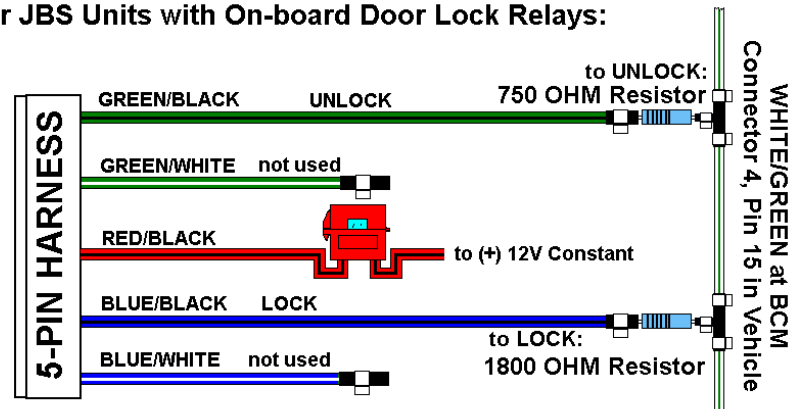 r JBS Units with On-board Door Lock Relays:
to UNLOCK:
750 OHM Resistor
GREEN/BLACK UNLOCK
GREEN/WHITE not used
RED/BLACK
to (+) 12V Constant
BLUE/BLACK LOCK
to LOCK:
1800 OHM Resistor
BLUE/WHITE not used
5-PIN HARNESS
WHITE/GREEN at BCM
Connector 4, Pin 15 in Vehicle